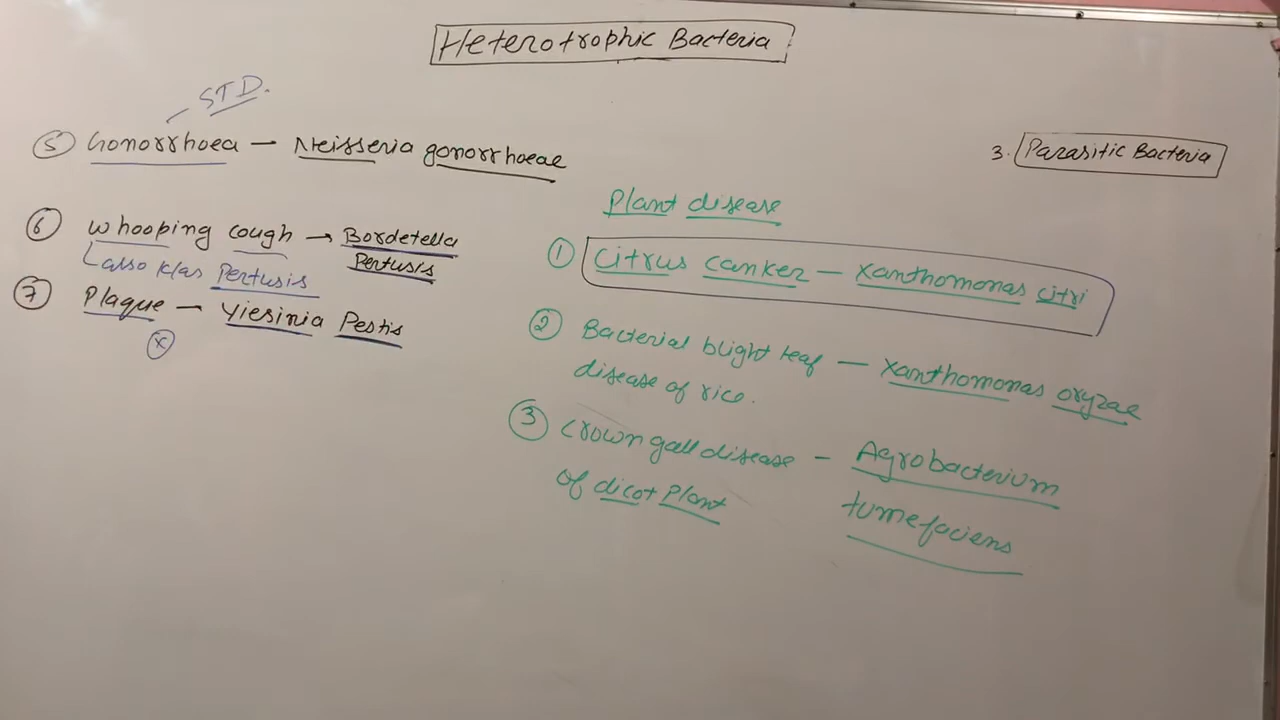 Heterotrophic Bacteria
STD.
5 Gonorrhoea — Neisseria gonorrhoeae
3. Parasitic Bacteria
6 Whooping cough → Bordetella
Pertusis
also k/as Pertusis
7 Plaque — Yiesinia Pestis
x
Plant disease
1 Citrus canker — Xanthomonas citri
2 Bacterial blight leaf — Xanthomonas oryzae
disease of rice.
3 Crown gall disease — Agrobacterium
of dicot Plant tumefaciens